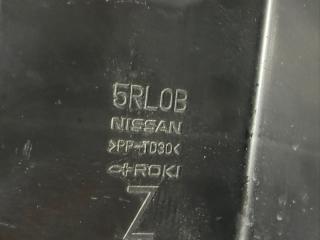 5RL0B
NISSAN
>PP-TD30<
ROKI
Z